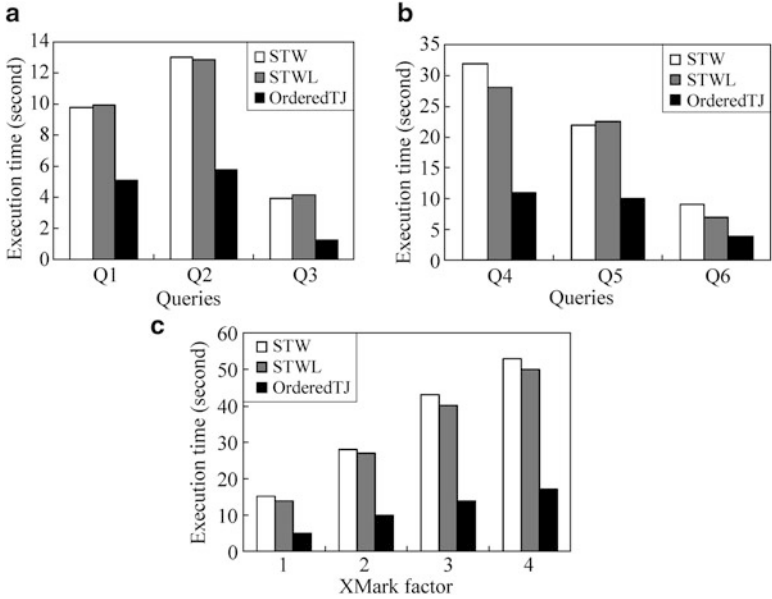 a
Execution time (second)
14
12
10
8
6
4
2
0
STW
STWL
OrderedTJ
Q1 Q2 Q3
Queries
b
Execution time (second)
35
30
25
20
15
10
5
0
STW
STWL
OrderedTJ
Q4 Q5 Q6
Queries
c
Execution time (second)
60
50
40
30
20
10
0
STW
STWL
OrderedTJ
1 2 3 4
XMark factor